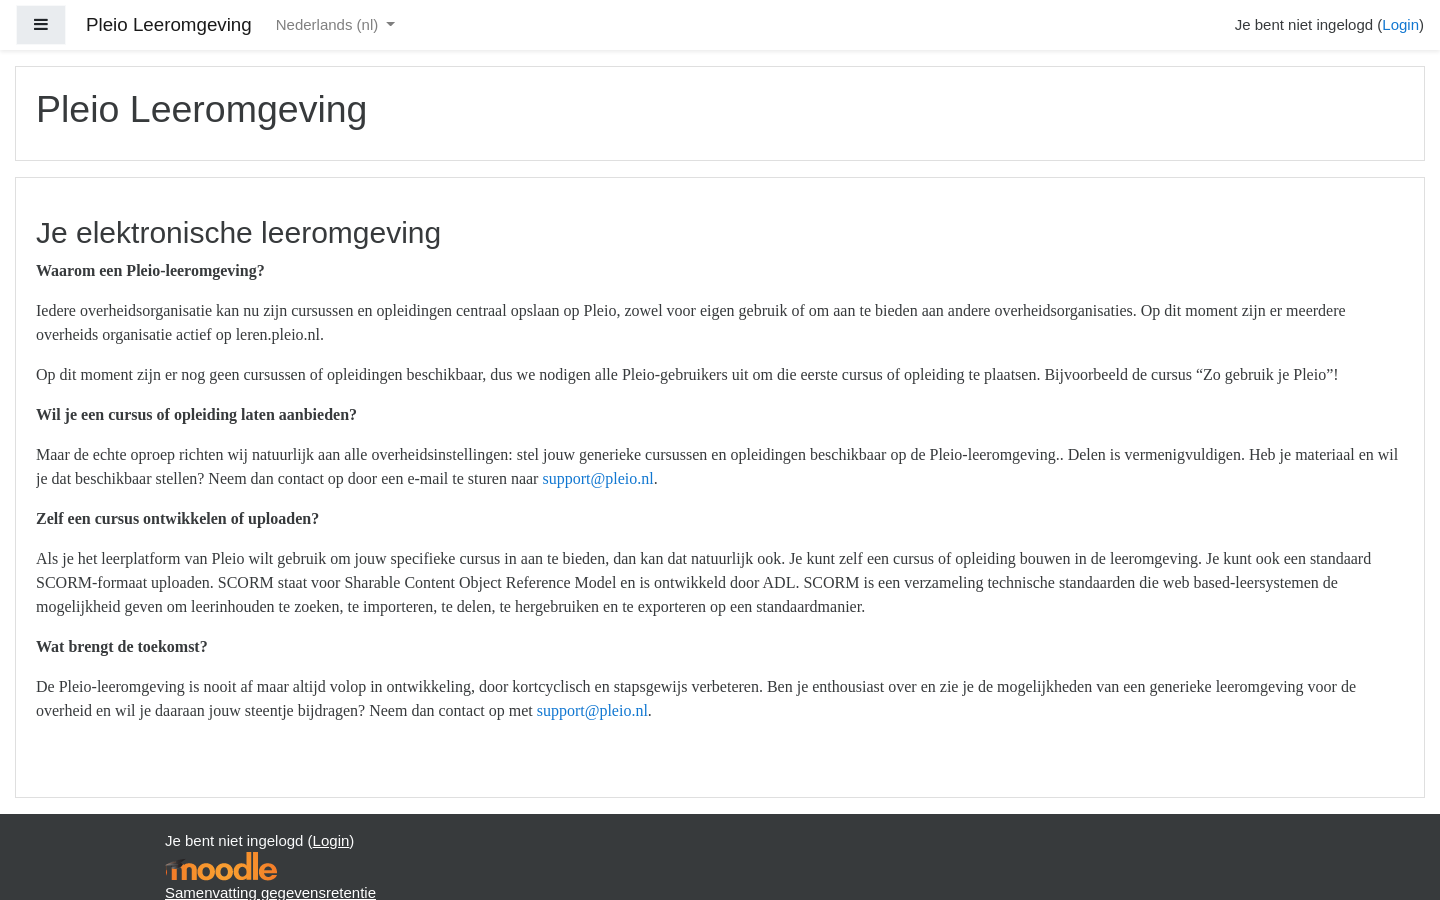 Pleio Leeromgeving
Nederlands (nl)
Je bent niet ingelogd (Login)
Pleio Leeromgeving
Je elektronische leeromgeving
Waarom een Pleio-leeromgeving?
Iedere overheidsorganisatie kan nu zijn cursussen en opleidingen centraal opslaan op Pleio, zowel voor eigen gebruik of om aan te bieden aan andere overheidsorganisaties. Op dit moment zijn er meerdere
overheids organisatie actief op leren.pleio.nl.
Op dit moment zijn er nog geen cursussen of opleidingen beschikbaar, dus we nodigen alle Pleio-gebruikers uit om die eerste cursus of opleiding te plaatsen. Bijvoorbeeld de cursus “Zo gebruik je Pleio”!
Wil je een cursus of opleiding laten aanbieden?
Maar de echte oproep richten wij natuurlijk aan alle overheidsinstellingen: stel jouw generieke cursussen en opleidingen beschikbaar op de Pleio-leeromgeving.. Delen is vermenigvuldigen. Heb je materiaal en wil
je dat beschikbaar stellen? Neem dan contact op door een e-mail te sturen naar support@pleio.nl.
Zelf een cursus ontwikkelen of uploaden?
Als je het leerplatform van Pleio wilt gebruik om jouw specifieke cursus in aan te bieden, dan kan dat natuurlijk ook. Je kunt zelf een cursus of opleiding bouwen in de leeromgeving. Je kunt ook een standaard
SCORM-formaat uploaden. SCORM staat voor Sharable Content Object Reference Model en is ontwikkeld door ADL. SCORM is een verzameling technische standaarden die web based-leersystemen de
mogelijkheid geven om leerinhouden te zoeken, te importeren, te delen, te hergebruiken en te exporteren op een standaardmanier.
Wat brengt de toekomst?
De Pleio-leeromgeving is nooit af maar altijd volop in ontwikkeling, door kortcyclisch en stapsgewijs verbeteren. Ben je enthousiast over en zie je de mogelijkheden van een generieke leeromgeving voor de
overheid en wil je daaraan jouw steentje bijdragen? Neem dan contact op met support@pleio.nl.
Je bent niet ingelogd (Login)
moodle
Samenvatting gegevensretentie